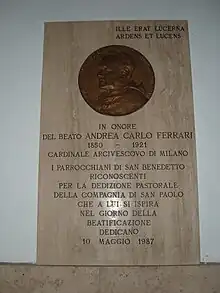 ILLE ERAT LUCERNA
ARDENS ET LUCENS
IN ONORE
DEL BEATO ANDREA CARLO FERRARI
1850 - 1921
CARDINALE ARCIVESCOVO DI MILANO
I PARROCCHIANI DI SAN BENEDETTO
RICONOSCENTI
PER LA DEDIZIONE PASTORALE
DELLA COMPAGNIA DI SAN PAOLO
CHE A LUI SI ISPIRA
NEL GIORNO DELLA
BEATIFICAZIONE
DEDICANO
10 MAGGIO 1987